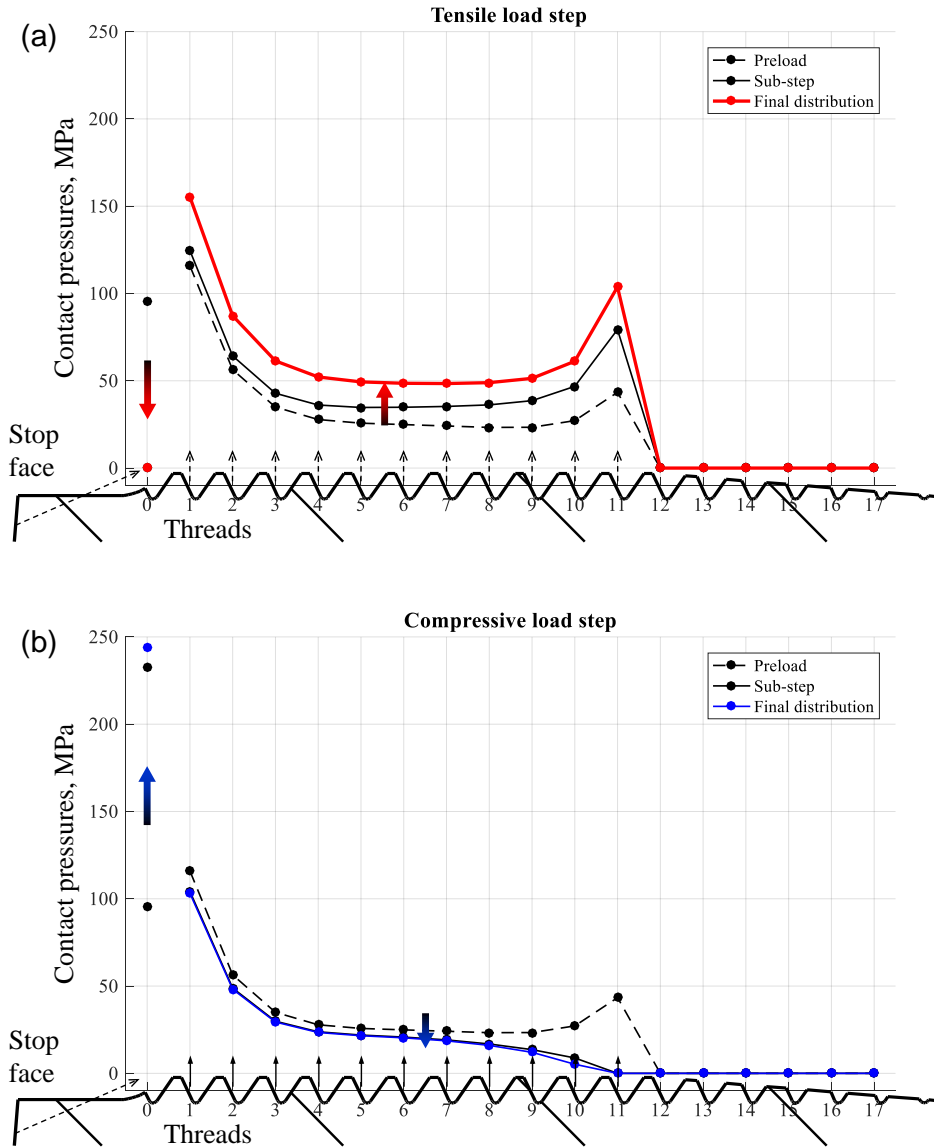 Tensile load step
(a)
Contact pressures, MPa
250
200
150
100
50
0
Preload
Sub-step
Final distribution
Stop
face
0 1 2 3 4 5 6 7 8 9 10 11 12 13 14 15 16 17
Threads
Compressive load step
(b)
Contact pressures, MPa
250
200
150
100
50
0
Preload
Sub-step
Final distribution
Stop
face
0 1 2 3 4 5 6 7 8 9 10 11 12 13 14 15 16 17
Threads